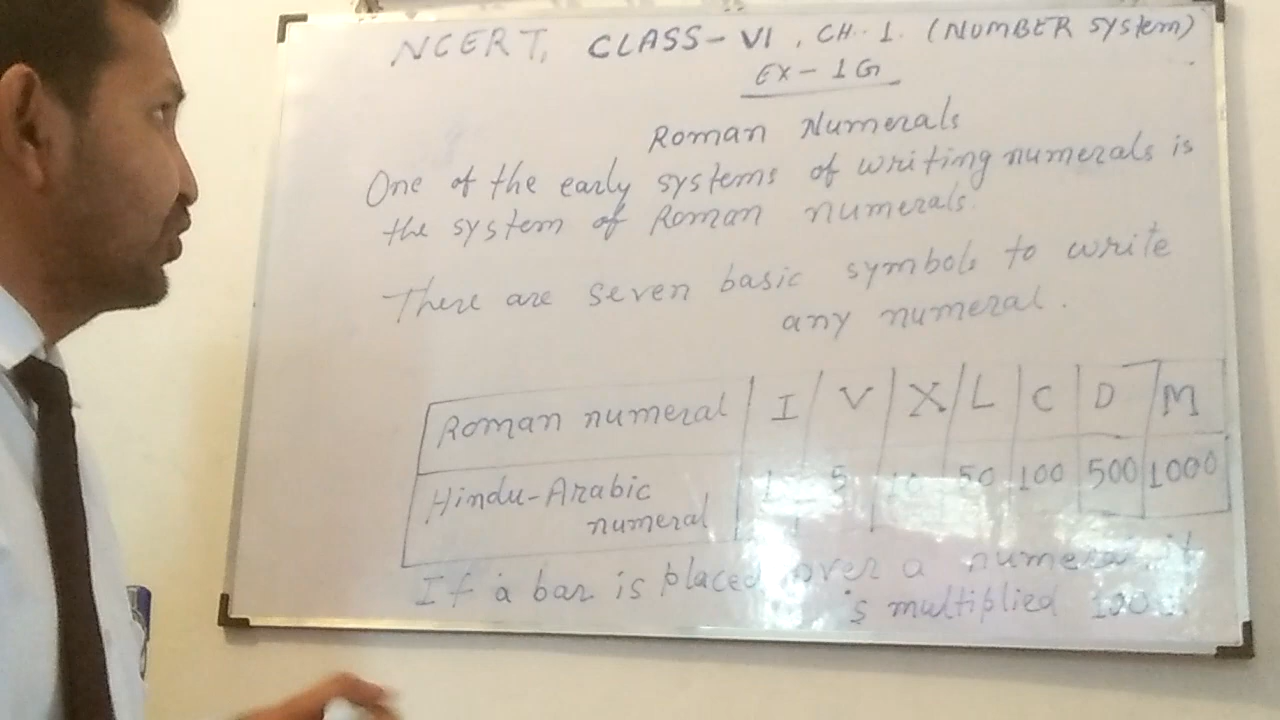 NCERT, CLASS-VI, CH. 1. (NUMBER System)
EX- 1G
Roman Numerals
One of the early systems of writing numerals is
the system of Roman numerals.
There are seven basic symbols to write
any numeral.
Roman numeral I V X L C D M
Hindu-Arabic 1 5 10 50 100 500 1000
numeral
If a bar is placed over a numeral it
is multiplied